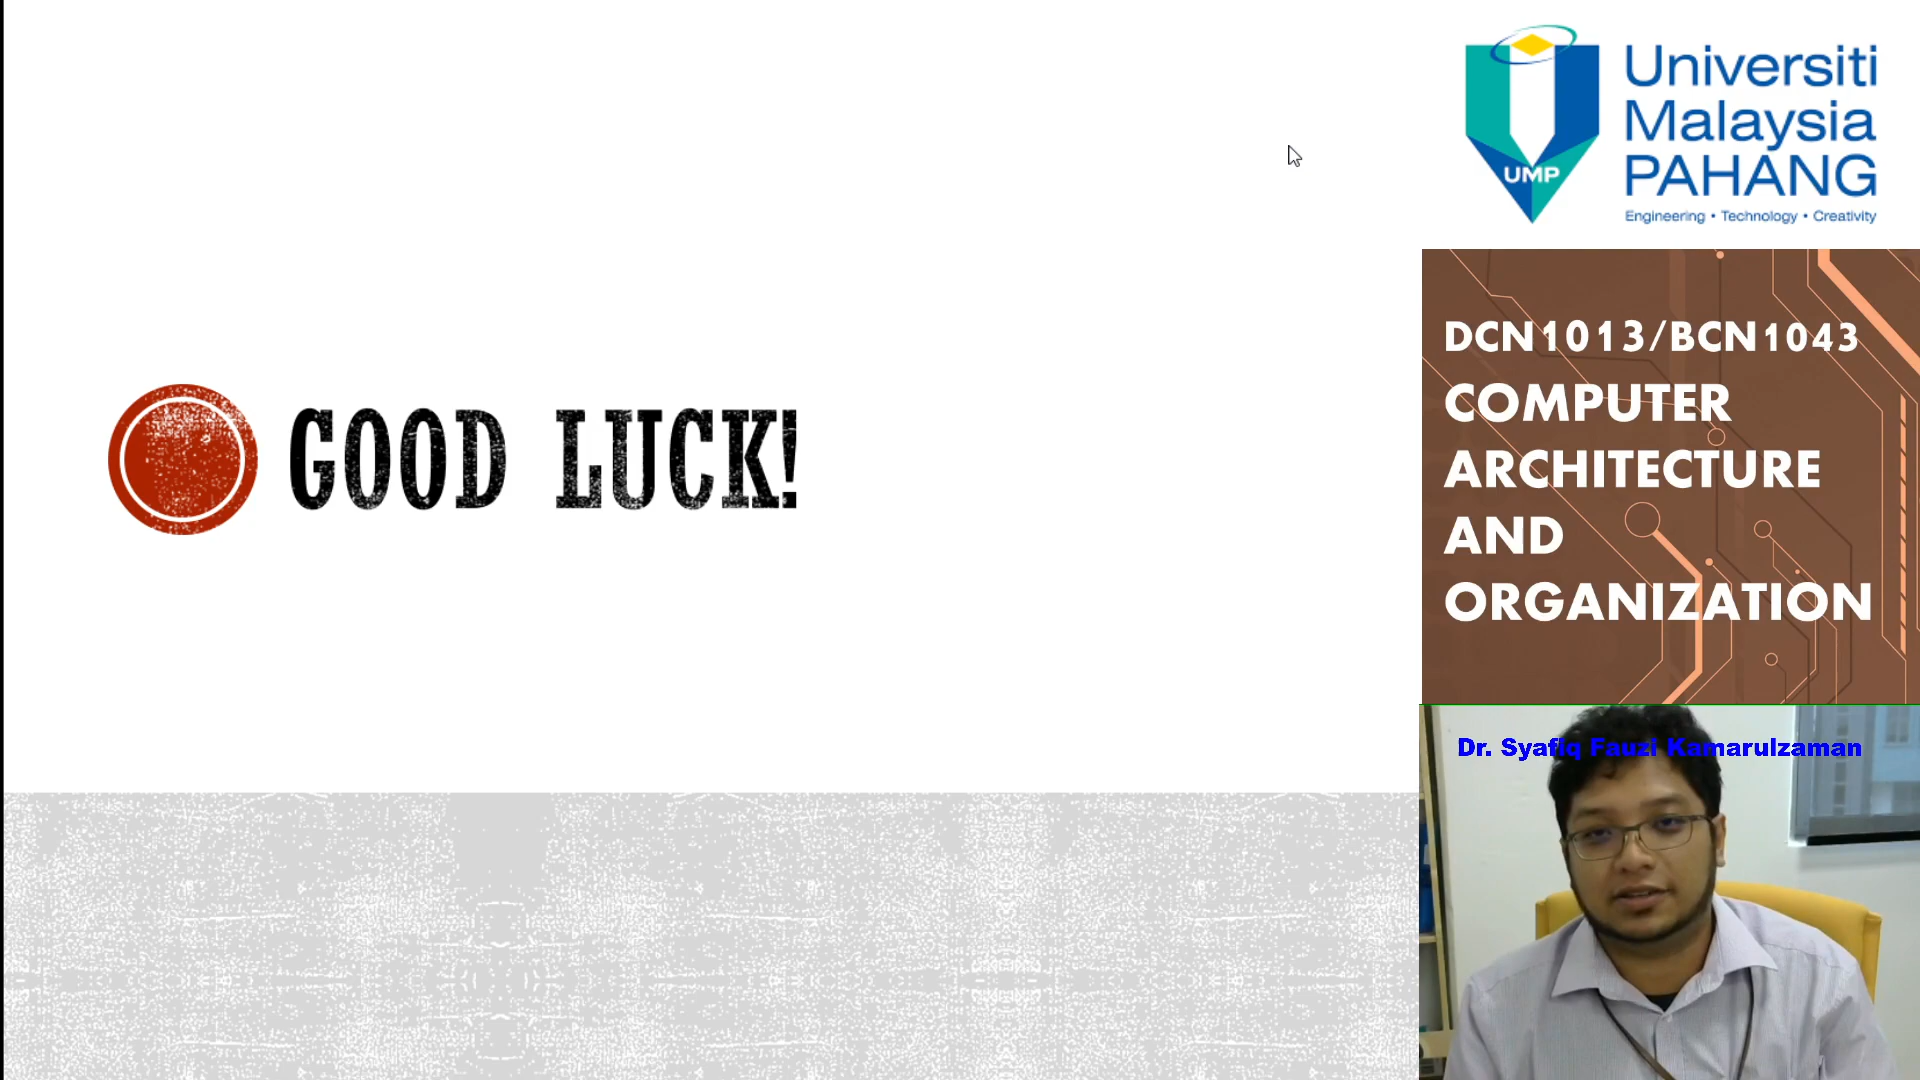 GOOD LUCK!
Universiti
Malaysia
PAHANG
Engineering • Technology • Creativity
UMP
DCN1013/BCN1043
COMPUTER
ARCHITECTURE
AND
ORGANIZATION
Dr. Syafiq Fauzi Kamarulzaman